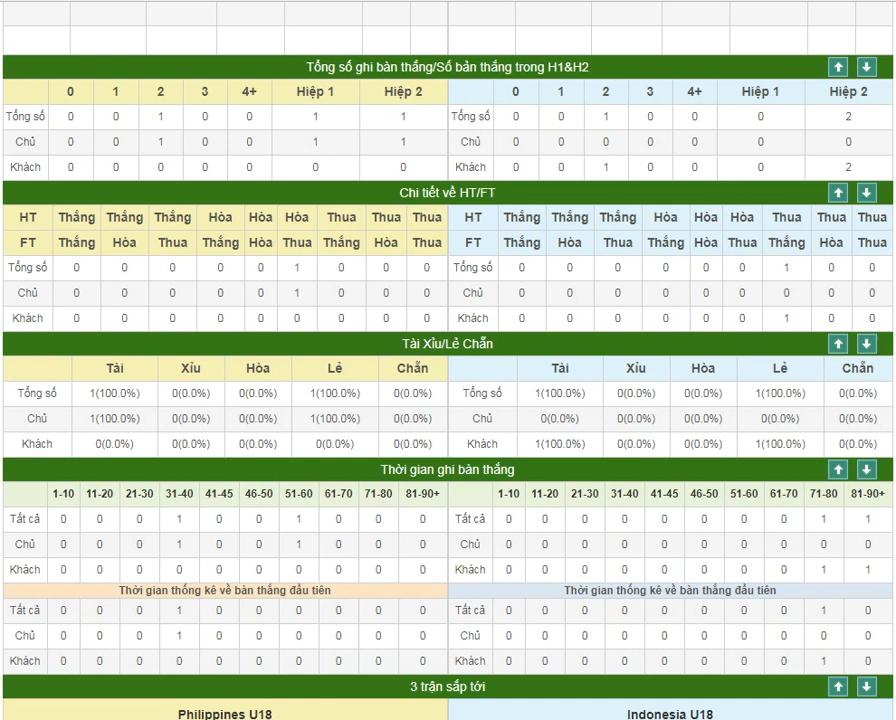 Tổng số ghi bàn thắng/Số bản thắng trong H1&H2
0 1 2 3 4+ Hiệp 1 Hiệp 2 0 1 2 3 4+ Hiệp 1 Hiệp 2
Tổng số 0 0 1 0 0 1 1 Tổng số 0 0 1 0 0 0 2
Chủ 0 0 1 0 0 1 1 Chủ 0 0 0 0 0 0 0
Khách 0 0 0 0 0 0 0 Khách 0 0 1 0 0 0 2
Chi tiết về HT/FT
HT Thắng Thắng Thắng Hòa Hòa Hòa Thua Thua Thua HT Thắng Thắng Thắng Hòa Hòa Hòa Thua Thua Thua
FT Thắng Hòa Thua Thắng Hòa Thua Thắng Hòa Thua FT Thắng Hòa Thua Thắng Hòa Thua Thắng Hòa Thua
Tổng số 0 0 0 0 0 1 0 0 0 Tổng số 0 0 0 0 0 0 1 0 0
Chủ 0 0 0 0 0 1 0 0 0 Chủ 0 0 0 0 0 0 0 0 0
Khách 0 0 0 0 0 0 0 0 0 Khách 0 0 0 0 0 0 1 0 0
Tài Xỉu/Lẻ Chẵn
Tài Xỉu Hòa Lẻ Chẵn Tài Xỉu Hòa Lẻ Chẵn
Tổng số 1(100.0%) 0(0.0%) 0(0.0%) 1(100.0%) 0(0.0%) Tổng số 1(100.0%) 0(0.0%) 0(0.0%) 1(100.0%) 0(0.0%)
Chủ 1(100.0%) 0(0.0%) 0(0.0%) 1(100.0%) 0(0.0%) Chủ 0(0.0%) 0(0.0%) 0(0.0%) 0(0.0%) 0(0.0%)
Khách 0(0.0%) 0(0.0%) 0(0.0%) 0(0.0%) 0(0.0%) Khách 1(100.0%) 0(0.0%) 0(0.0%) 1(100.0%) 0(0.0%)
Thời gian ghi bàn thắng
1-10 11-20 21-30 31-40 41-45 46-50 51-60 61-70 71-80 81-90+ 1-10 11-20 21-30 31-40 41-45 46-50 51-60 61-70 71-80 81-90+
Tất cả 0 0 0 1 0 0 1 0 0 0 Tất cả 0 0 0 0 0 0 0 0 1 1
Chủ 0 0 0 1 0 0 1 0 0 0 Chủ 0 0 0 0 0 0 0 0 0 0
Khách 0 0 0 0 0 0 0 0 0 0 Khách 0 0 0 0 0 0 0 0 1 1
Thời gian thống kê về bàn thắng đầu tiên Thời gian thống kê về bàn thắng đầu tiên
Tất cả 0 0 0 1 0 0 0 0 0 0 Tất cả 0 0 0 0 0 0 0 0 1 0
Chủ 0 0 0 1 0 0 0 0 0 0 Chủ 0 0 0 0 0 0 0 0 0 0
Khách 0 0 0 0 0 0 0 0 0 0 Khách 0 0 0 0 0 0 0 0 1 0
3 trận sắp tới
Philippines U18 Indonesia U18